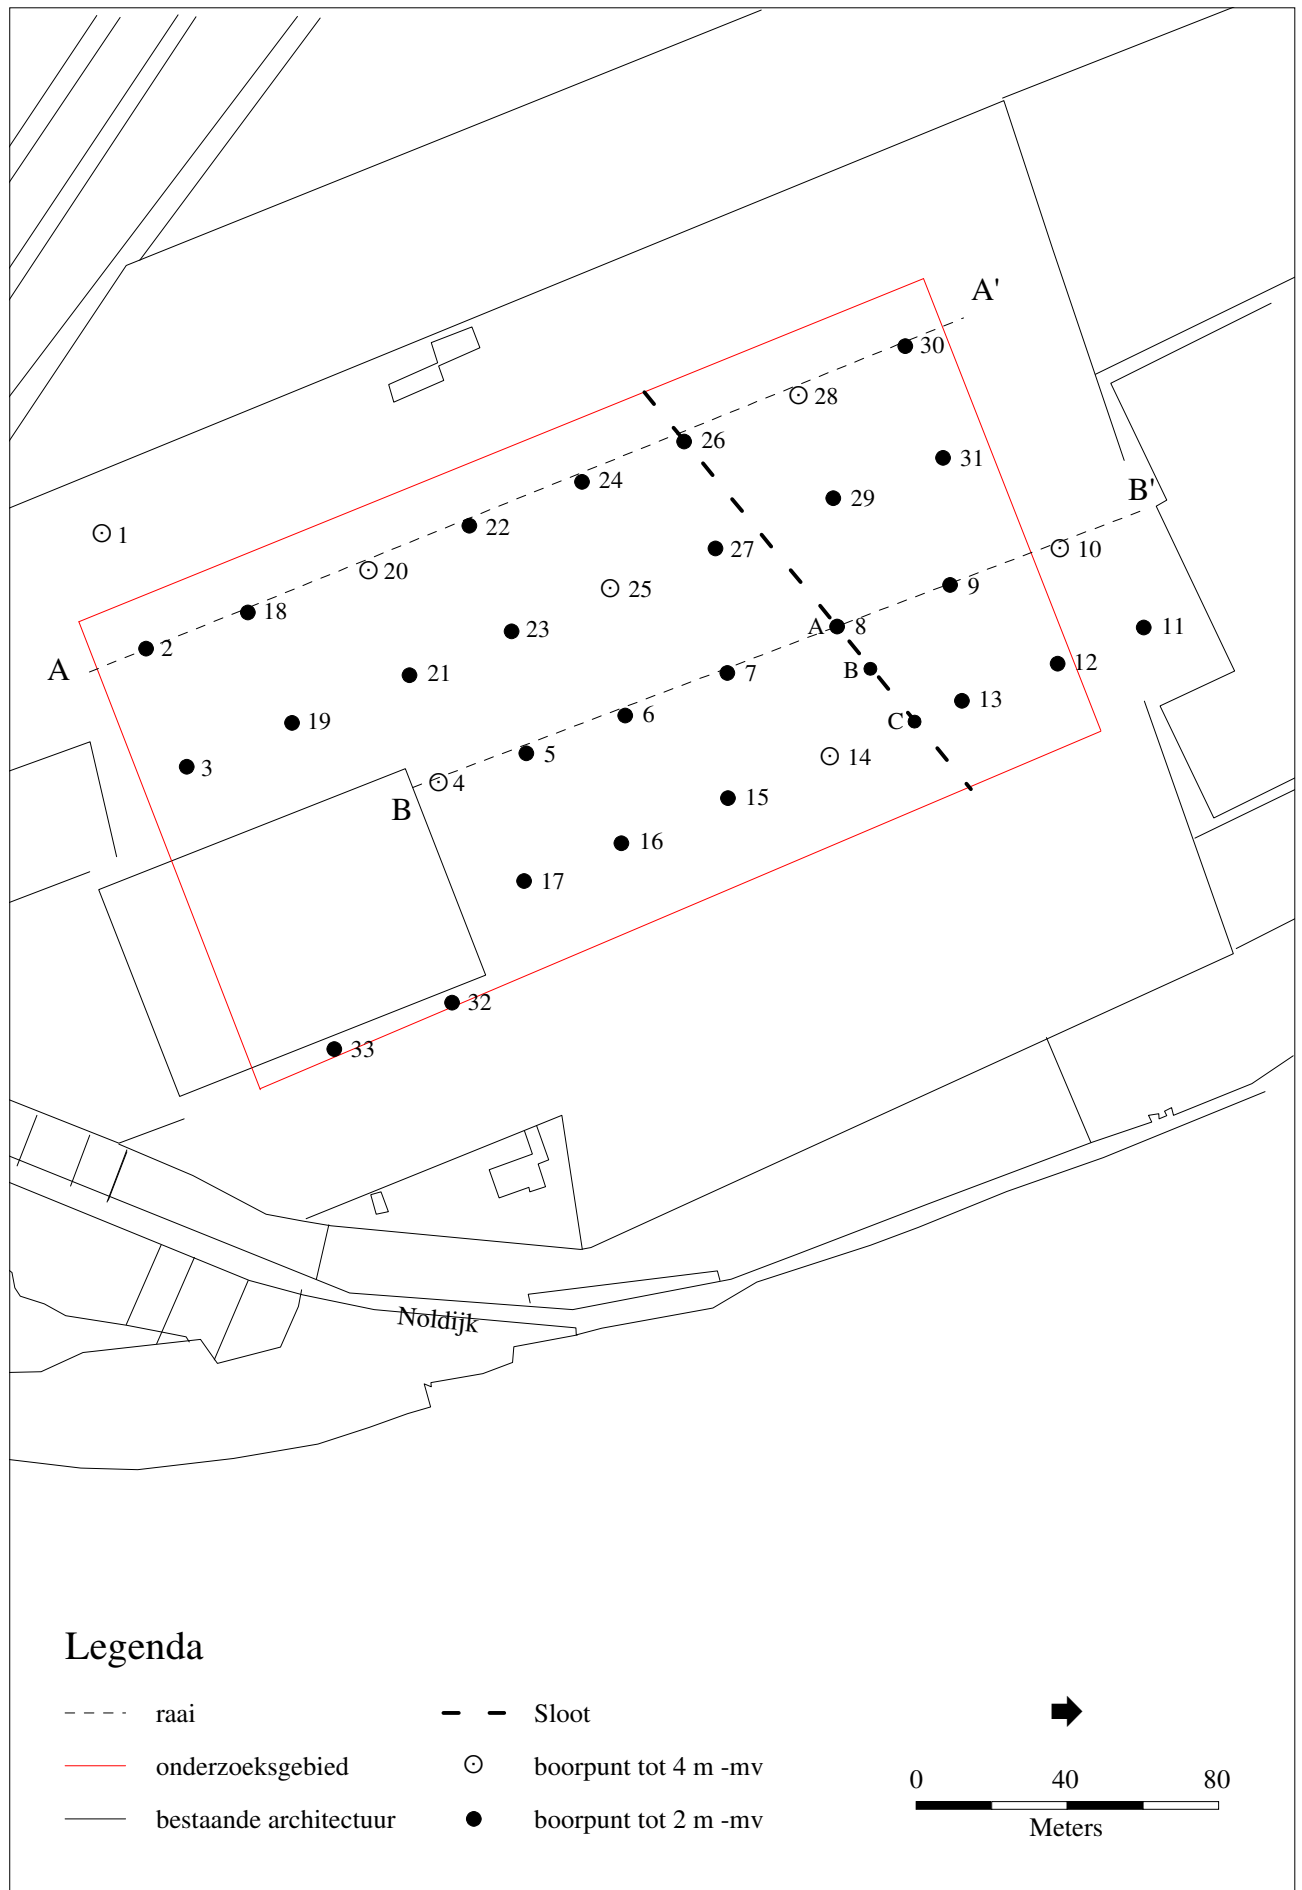 A'
30
28
26
31
24
B'
29
22
1
27
10
20
25
9
18
23
A 8
11
2
A
21
7
B
12
13
19
6
C
5
14
3
4
15
B
16
17
32
33
Noldijk
Legenda
raai
Sloot
onderzoeksgebied
boorpunt tot 4 m -mv
0 40 80
bestaande architectuur
boorpunt tot 2 m -mv
Meters